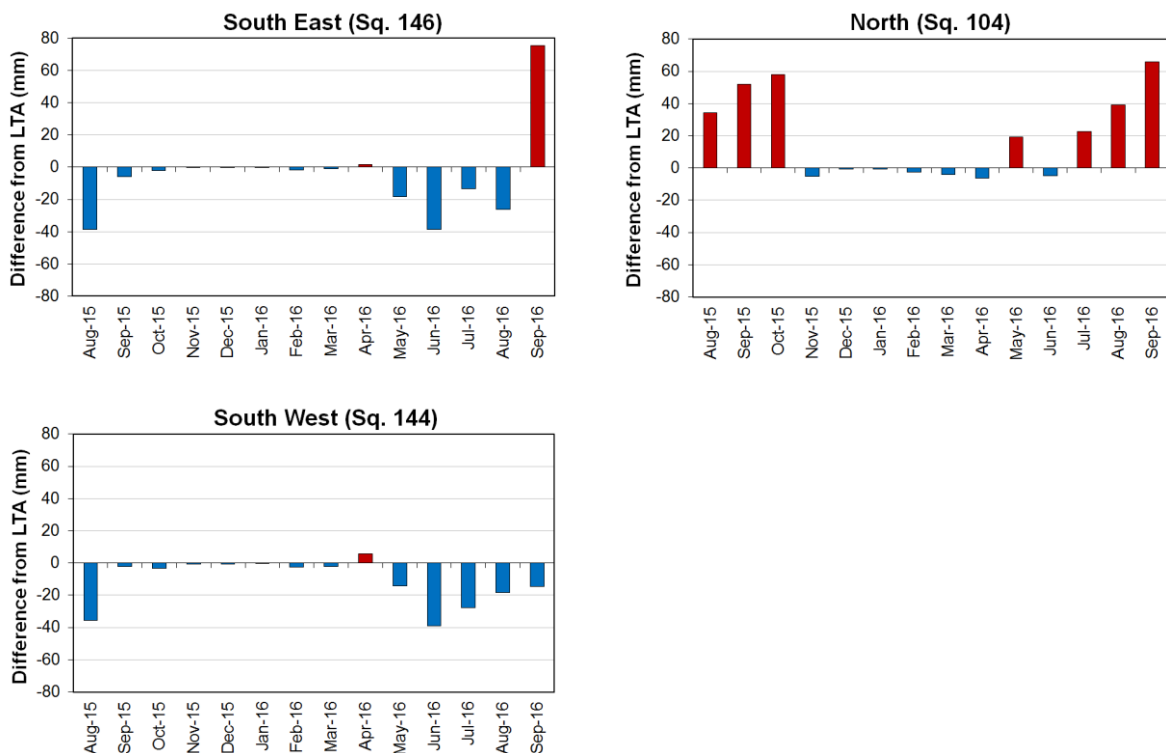 South East (Sq. 146)
Difference from LTA (mm)
80
60
40
20
0
-20
-40
-60
-80
Aug-15
Sep-15
Oct-15
Nov-15
Dec-15
Jan-16
Feb-16
Mar-16
Apr-16
May-16
Jun-16
Jul-16
Aug-16
Sep-16
North (Sq. 104)
Difference from LTA (mm)
80
60
40
20
0
-20
-40
-60
-80
Aug-15
Sep-15
Oct-15
Nov-15
Dec-15
Jan-16
Feb-16
Mar-16
Apr-16
May-16
Jun-16
Jul-16
Aug-16
Sep-16
South West (Sq. 144)
Difference from LTA (mm)
80
60
40
20
0
-20
-40
-60
-80
Aug-15
Sep-15
Oct-15
Nov-15
Dec-15
Jan-16
Feb-16
Mar-16
Apr-16
May-16
Jun-16
Jul-16
Aug-16
Sep-16